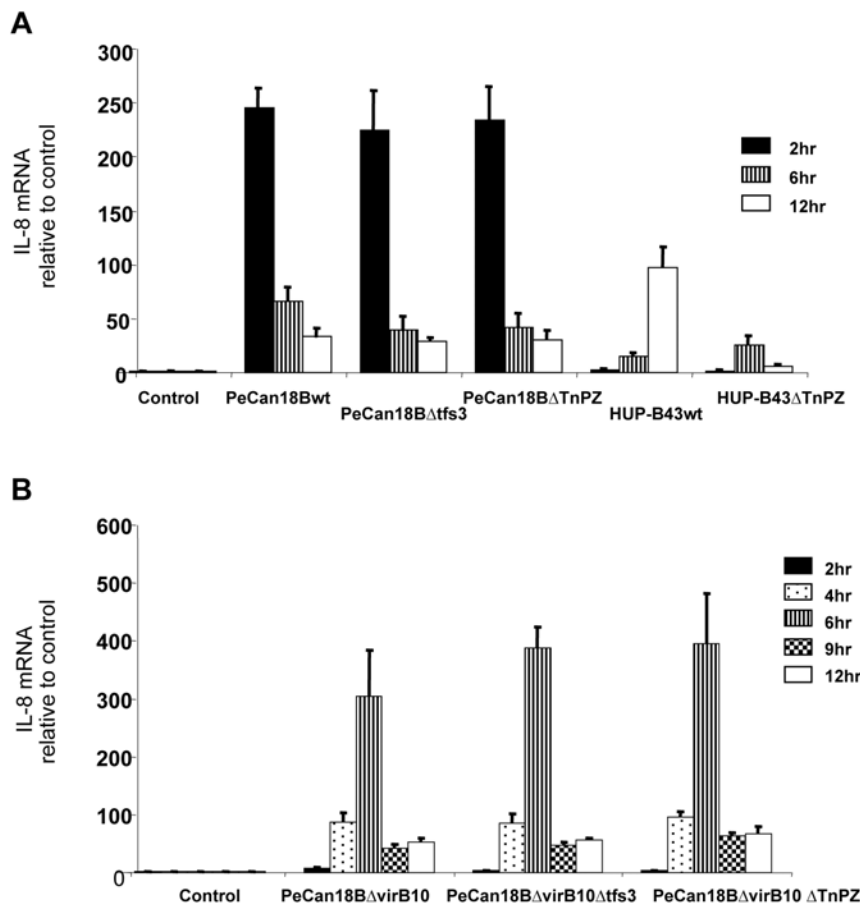 A
IL-8 mRNA
relative to control
300
250
200
150
100
50
0
2hr
6hr
12hr
Control
PeCan18Bwt
PeCan18BΔtfs3
PeCan18BΔTnPZ
HUP-B43wt
HUP-B43ΔTnPZ
B
IL-8 mRNA
relative to control
600
500
400
300
200
100
0
2hr
4hr
6hr
9hr
12hr
Control
PeCan18BΔvirB10
PeCan18BΔvirB10Δtfs3
PeCan18BΔvirB10 ΔTnPZ